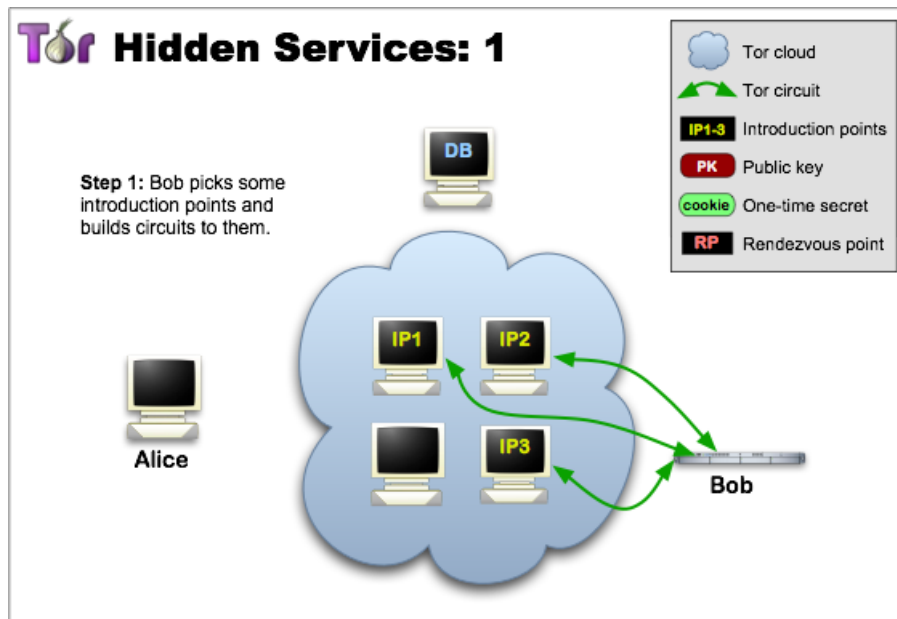 Tor Hidden Services: 1
Tor cloud
Tor circuit
IP1-3 Introduction points
PK Public key
cookie One-time secret
RP Rendezvous point
DB
Step 1: Bob picks some
introduction points and
builds circuits to them.
IP1
IP2
IP3
Alice
Bob